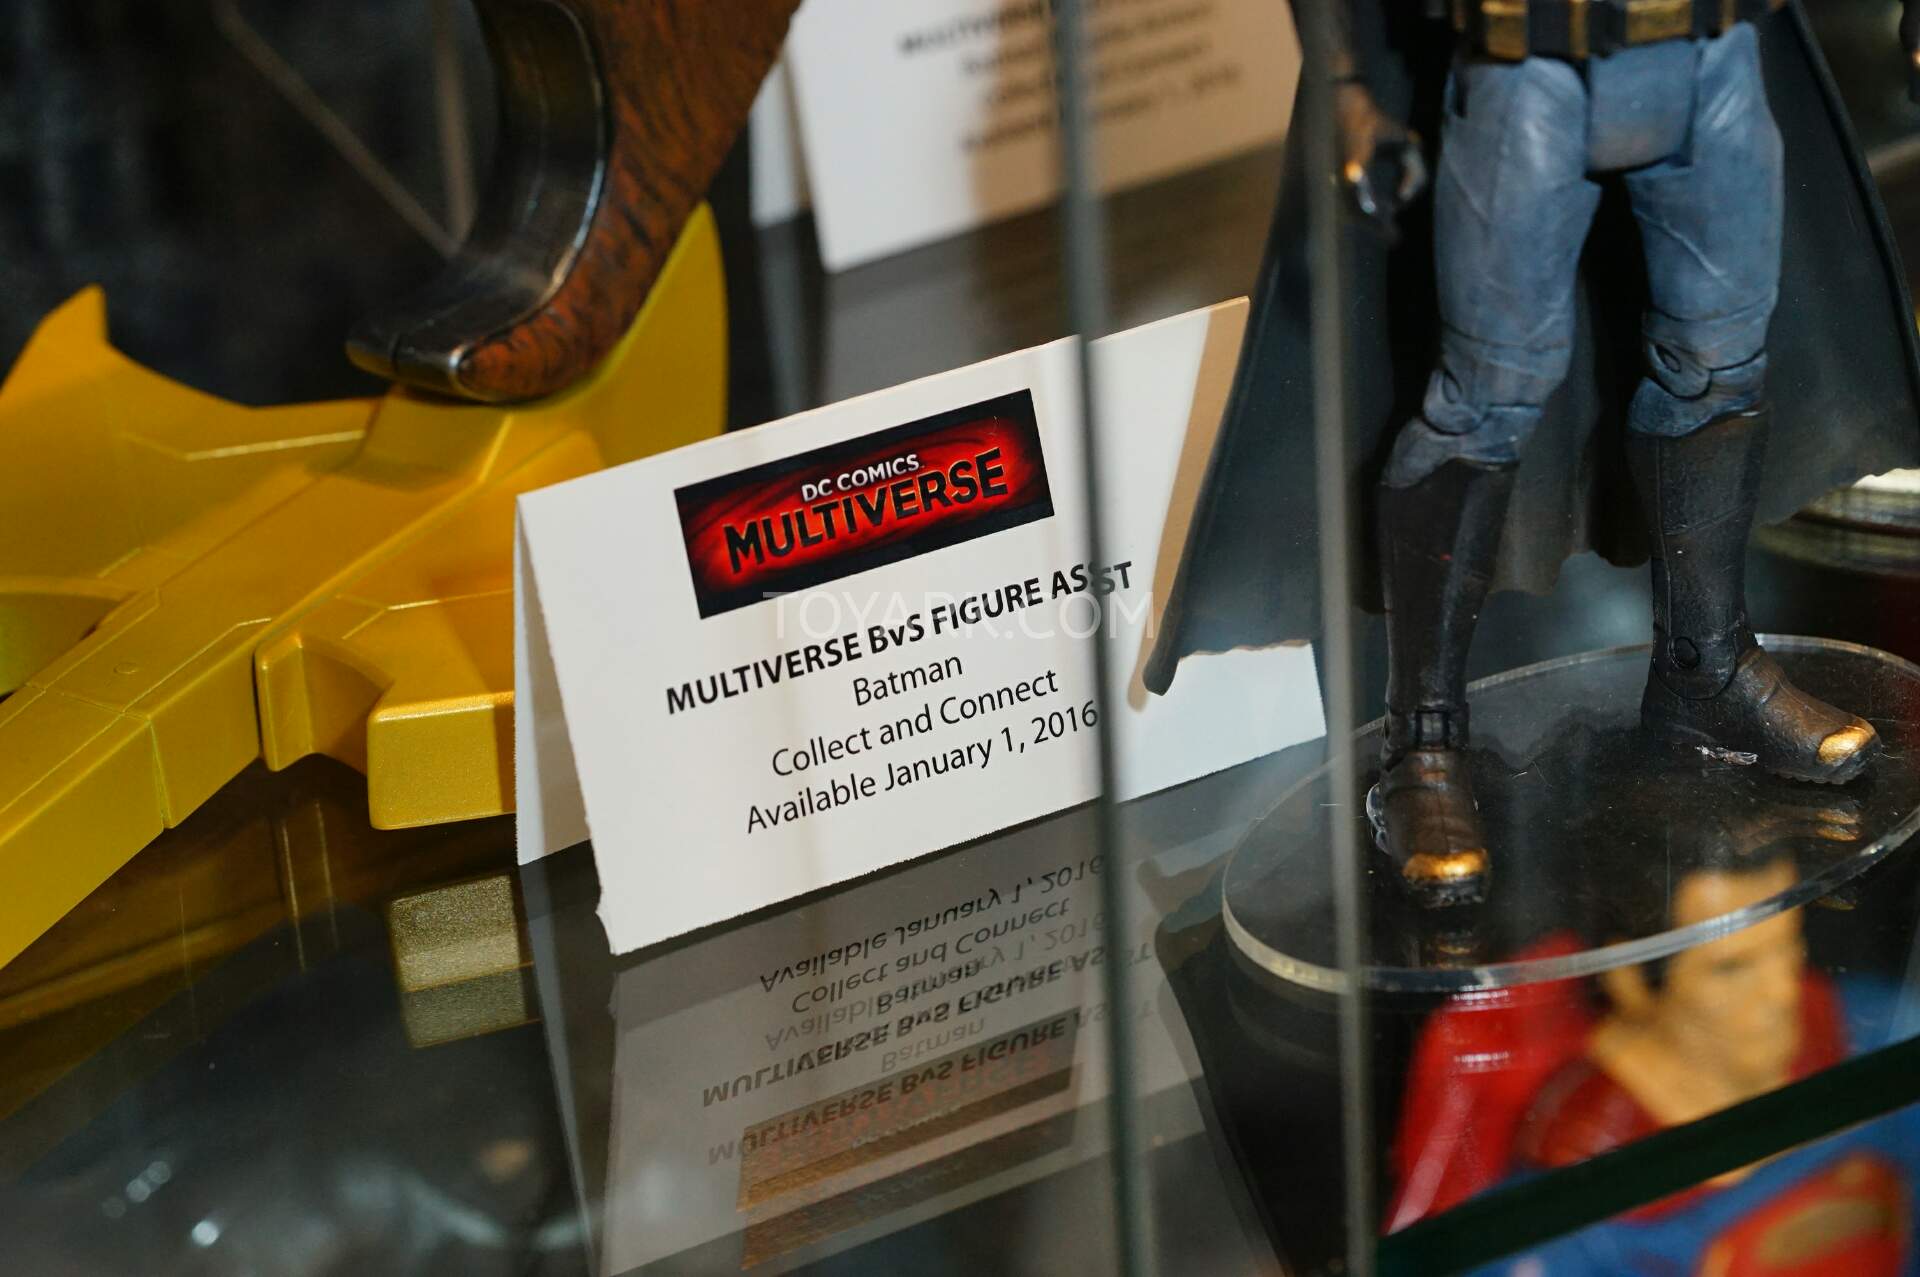 DC COMICS
MULTIVERSE
MULTIVERSE BvS FIGURE ASST
Batman
Collect and Connect
Available January 1, 2016
TOYARK.COM